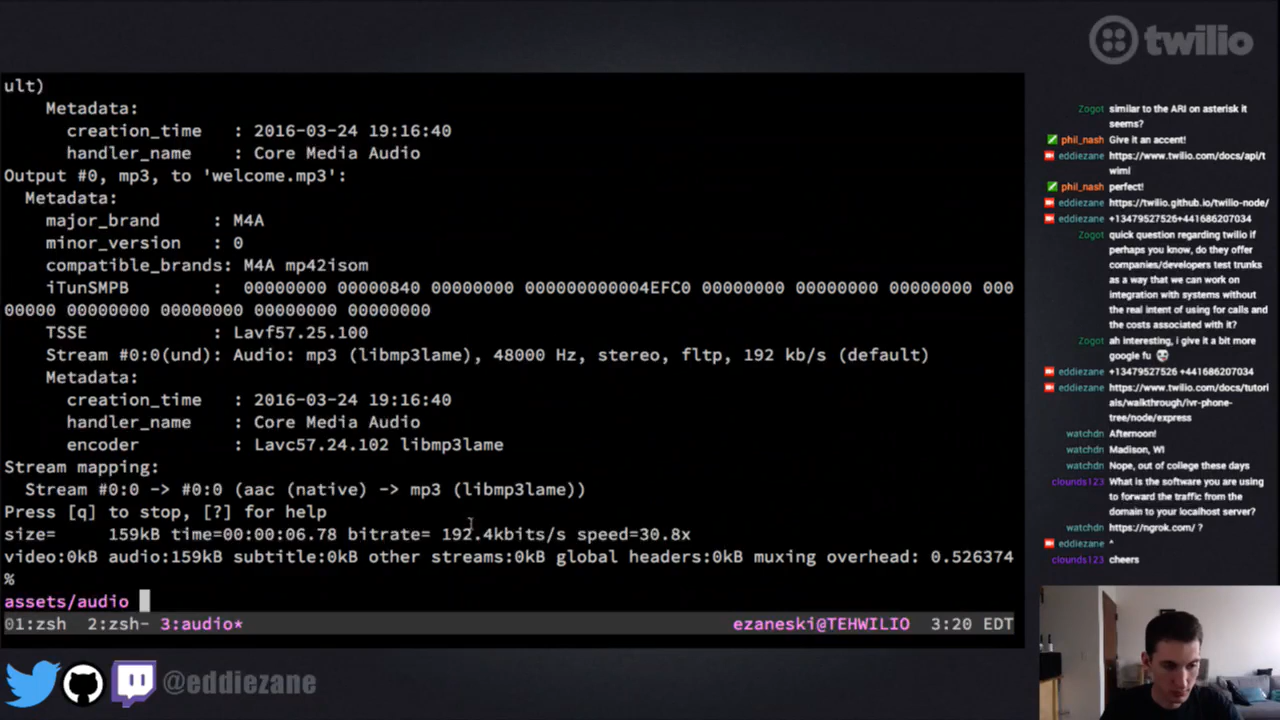 twilio
ult)
Metadata:
creation_time : 2016-03-24 19:16:40
handler_name : Core Media Audio
Output #0, mp3, to 'welcome.mp3':
Metadata:
major_brand : M4A
minor_version : 0
compatible_brands: M4A mp42isom
iTunSMPB : 00000000 00000840 00000000 000000000004EFC0 00000000 00000000 00000000 000
00000 00000000 00000000 00000000 00000000
TSSE : Lavf57.25.100
Stream #0:0(und): Audio: mp3 (libmp3lame), 48000 Hz, stereo, fltp, 192 kb/s (default)
Metadata:
creation_time : 2016-03-24 19:16:40
handler_name : Core Media Audio
encoder : Lavc57.24.102 libmp3lame
Stream mapping:
Stream #0:0 -> #0:0 (aac (native) -> mp3 (libmp3lame))
Press [q] to stop, [?] for help
size= 159kB time=00:00:06.78 bitrate= 192.4kbits/s speed=30.8x
video:0kB audio:159kB subtitle:0kB other streams:0kB global headers:0kB muxing overhead: 0.526374
%
assets/audio
01:zsh 2:zsh- 3:audio* ezaneski@TEHWILIO 3:20 EDT
@eddiezane
Zogot similar to the ARI on asterisk it
seems?
phil_nash Give it an accent!
eddiezane https://www.twilio.com/docs/api/t
wiml
phil_nash perfect!
eddiezane https://twilio.github.io/twilio-node/
eddiezane +13479527526+441686207034
Zogot quick question regarding twilio if
perhaps you know, do they offer
companies/developers test trunks
as a way that we can work on
integration with systems without
the real intent of using for calls and
the costs associated with it?
Zogot ah interesting, i give it a bit more
google fu
eddiezane +13479527526 +441686207034
eddiezane https://www.twilio.com/docs/tutori
als/walkthrough/ivr-phone-
tree/node/express
watchdn Afternoon!
watchdn Madison, WI
watchdn Nope, out of college these days
clounds123 What is the software you are using
to forward the traffic from the
domain to your localhost server?
watchdn https://ngrok.com/ ?
eddiezane ^
clounds123 cheers